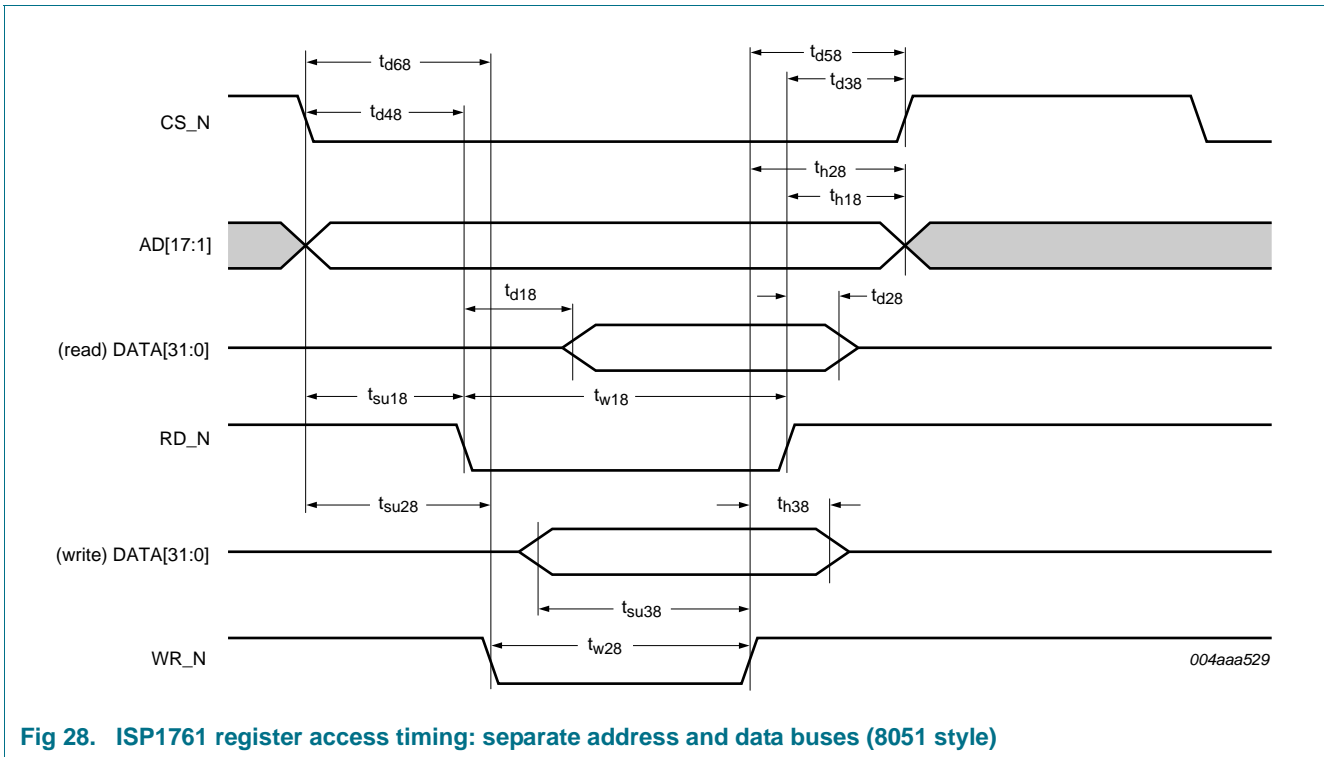 td68
td58
td38
td48
CS_N
th28
th18
AD[17:1]
td18
td28
(read) DATA[31:0]
tsu18
tw18
RD_N
tsu28
th38
(write) DATA[31:0]
tsu38
tw28
WR_N
004aaa529
Fig 28. ISP1761 register access timing: separate address and data buses (8051 style)